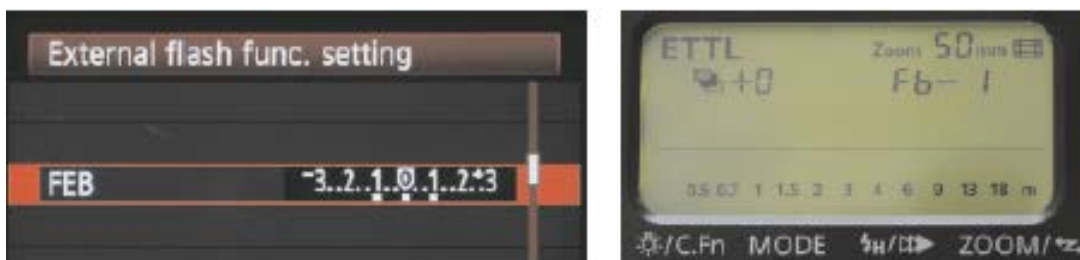 External flash func. setting
FEB -3..2..1..0..1..2.+3
ETTL Zoom 50mm
+0 Fb- 1
0.5 0.7 1 1.5 2 3 4 6 9 13 18 m
/C.Fn MODE H/ ZOOM/